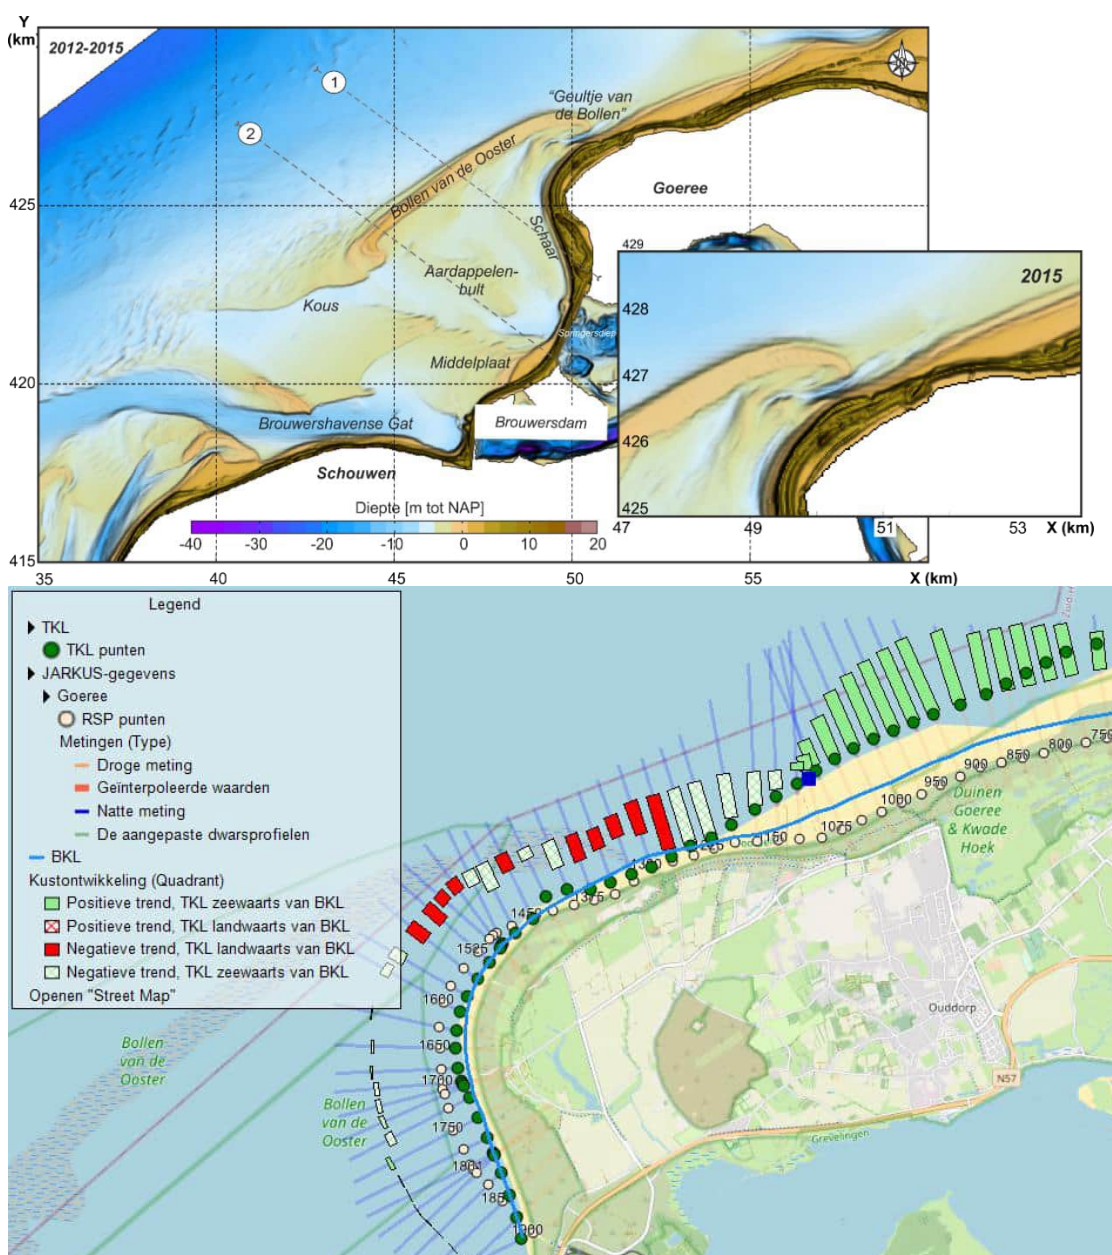 Y
(km)
2012-2015
1
2
"Geultje van
de Bollen"
N
Bollen van de Ooster
Goeree
425
Schaar
429
Aardappelen-
bult
2015
428
Kous
Springersdiep
Middelplaat
427
420
Brouwershavense Gat
Brouwersdam
426
Schouwen
425
Diepte [m tot NAP]
47
49
51
53
X (km)
-40
-30
-20
-10
0
10
20
415
35
40
45
50
55
X (km)
Legend
TKL
TKL punten
JARKUS-gegevens
Goeree
RSP punten
Metingen (Type)
Droge meting
Geïnterpoleerde waarden
Natte meting
De aangepaste dwarsprofielen
BKL
Kustontwikkeling (Quadrant)
Positieve trend, TKL zeewaarts van BKL
Positieve trend, TKL landwaarts van BKL
Negatieve trend, TKL landwaarts van BKL
Negatieve trend, TKL zeewaarts van BKL
Openen "Street Map"
750
800
850
900
950
1000
1075
Duinen
Goeree
& Kwade
Hoek
1375
1450
1525
1600
1650
1700
1750
1801
1900
Ouddorp
N57
Grevelingen
Bollen
van de
Ooster
Bollen
van de
Ooster